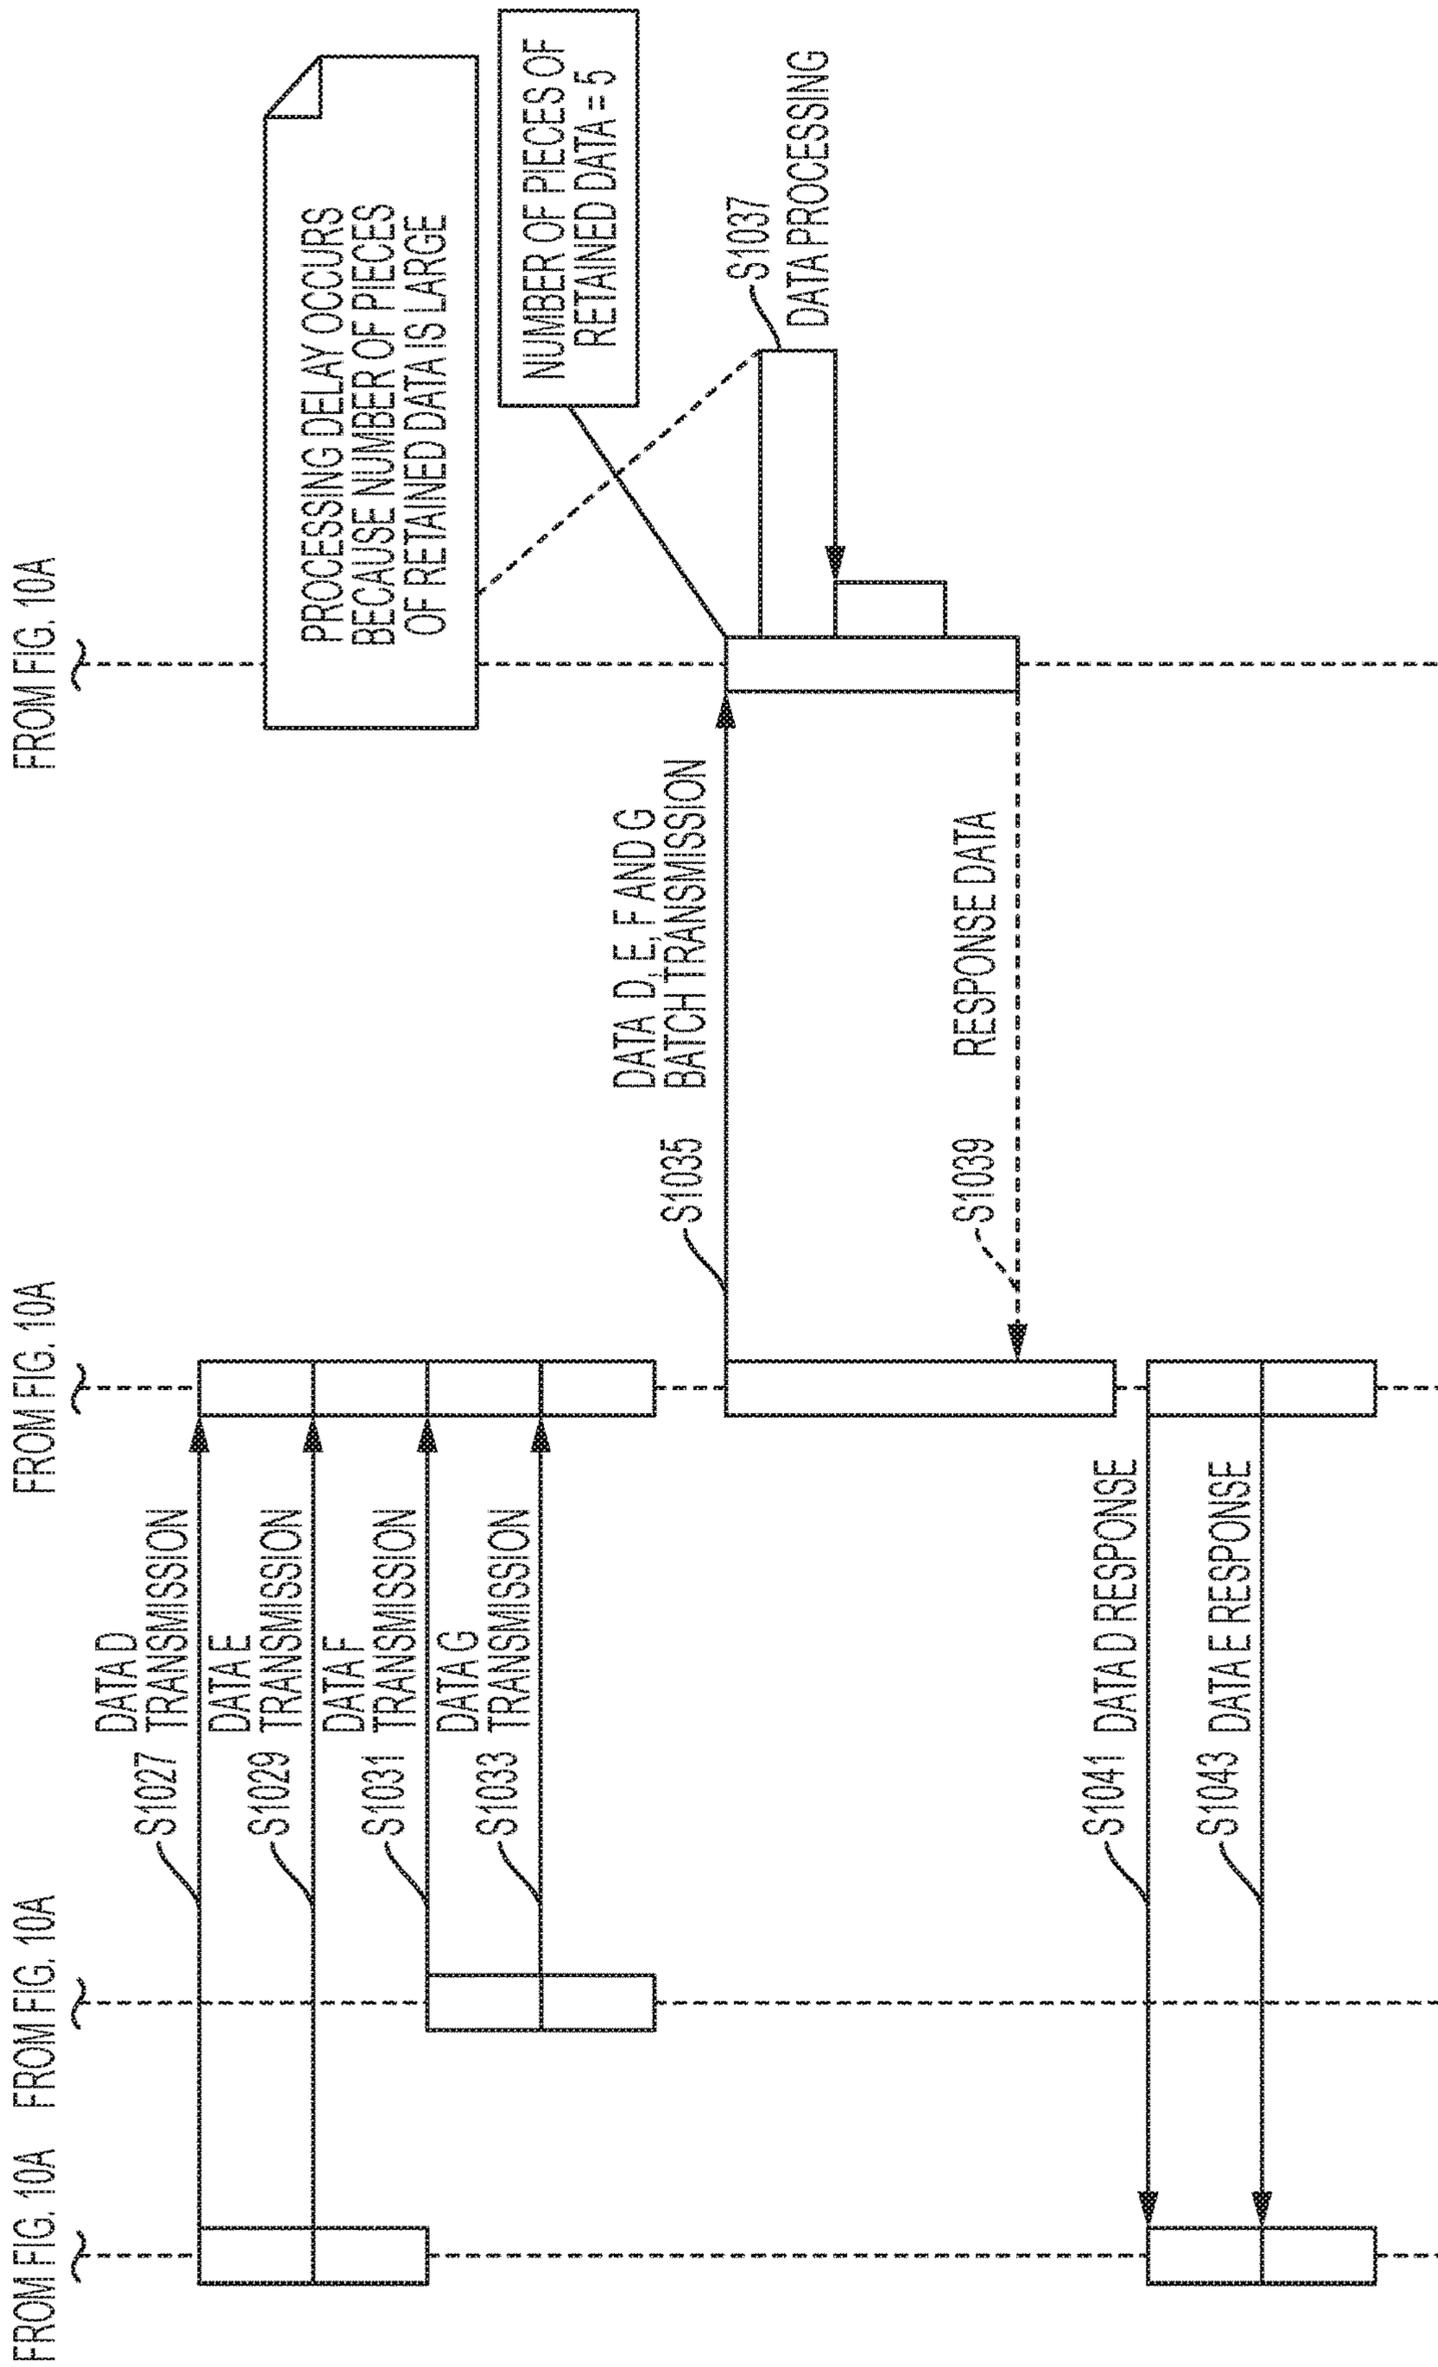 FROM FIG. 10A
FROM FIG. 10A
FROM FIG. 10A
FROM FIG. 10A
DATA D
TRANSMISSION
S1027
DATA E
TRANSMISSION
S1029
DATA F
TRANSMISSION
S1031
DATA G
TRANSMISSION
S1033
PROCESSING DELAY OCCURS
BECAUSE NUMBER OF PIECES
OF RETAINED DATA IS LARGE
NUMBER OF PIECES OF
RETAINED DATA = 5
DATA D, E, F AND G
BATCH TRANSMISSION
S1035
S1037
DATA PROCESSING
RESPONSE DATA
S1039
S1041
DATA D RESPONSE
S1043
DATA E RESPONSE